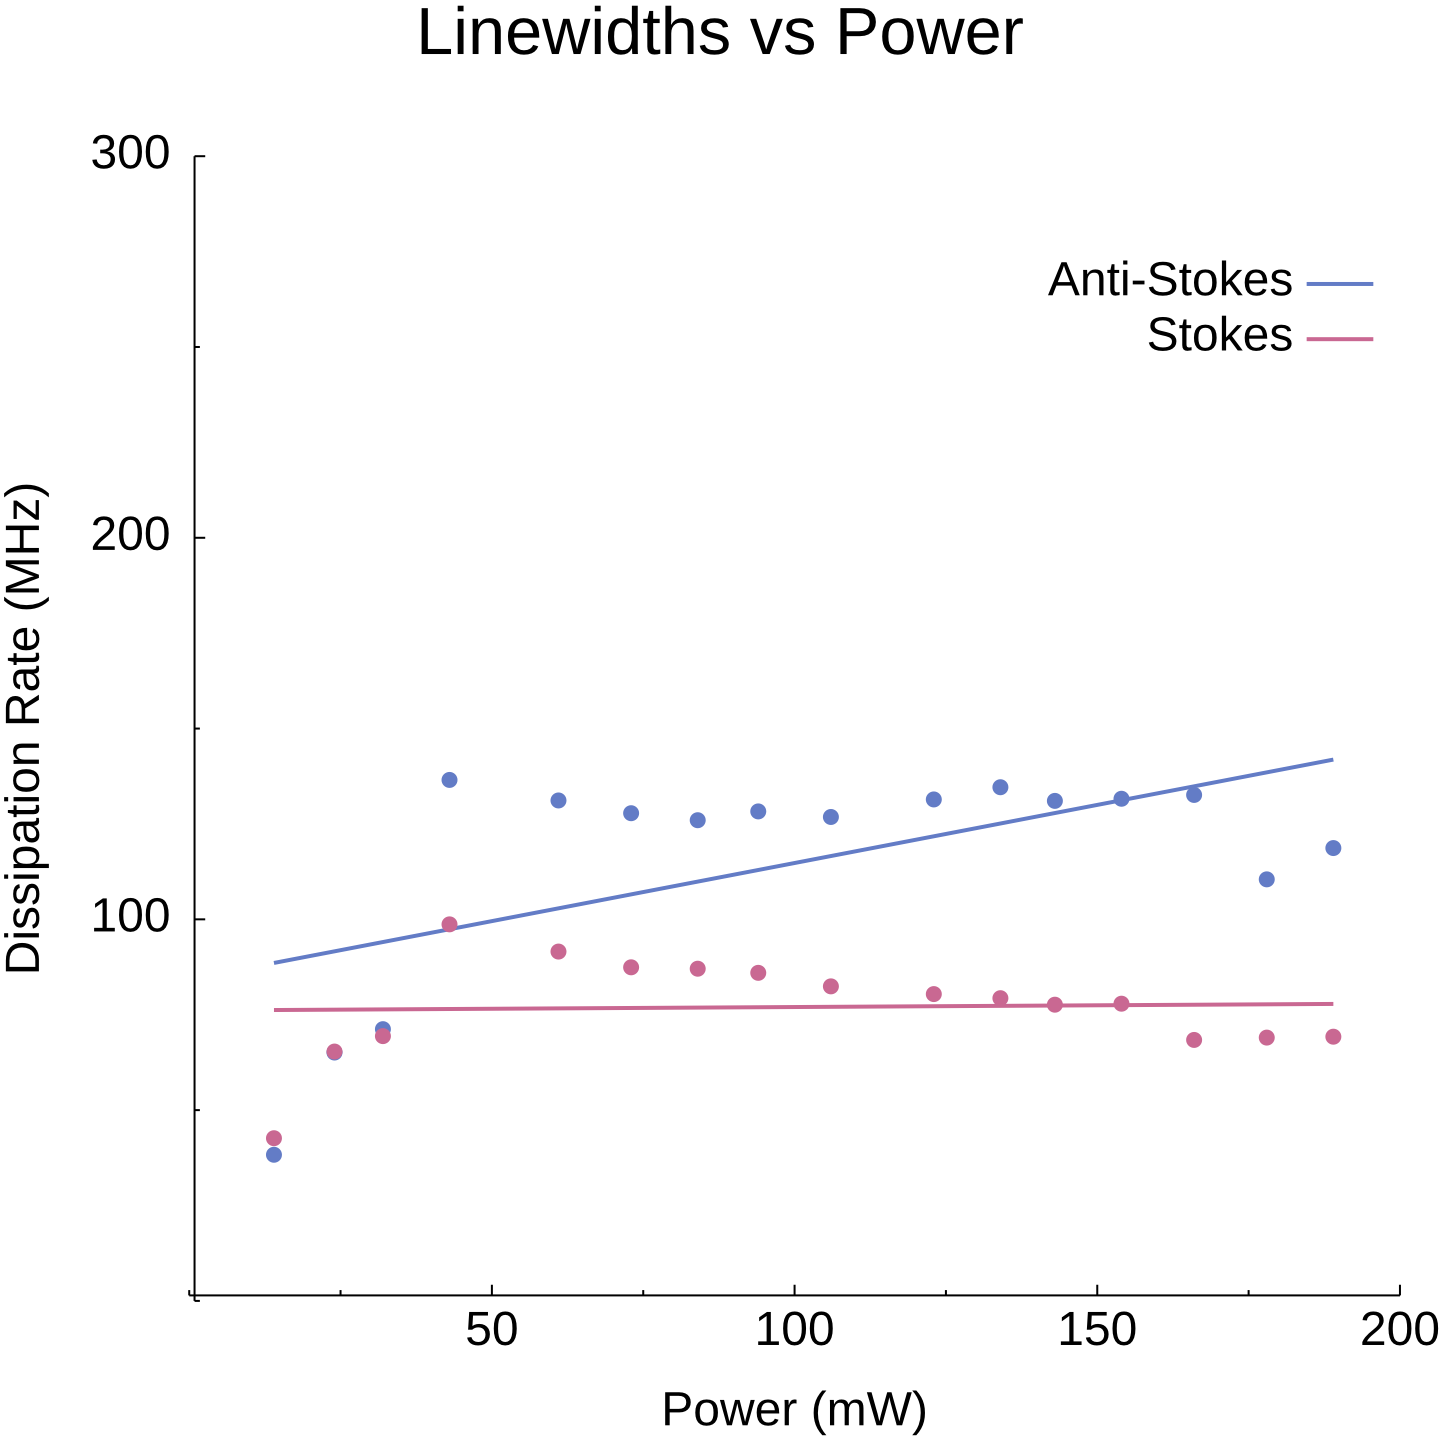 Linewidths vs Power
300
200
100
Dissipation Rate (MHz)
Anti-Stokes
Stokes
50 100 150 200
Power (mW)